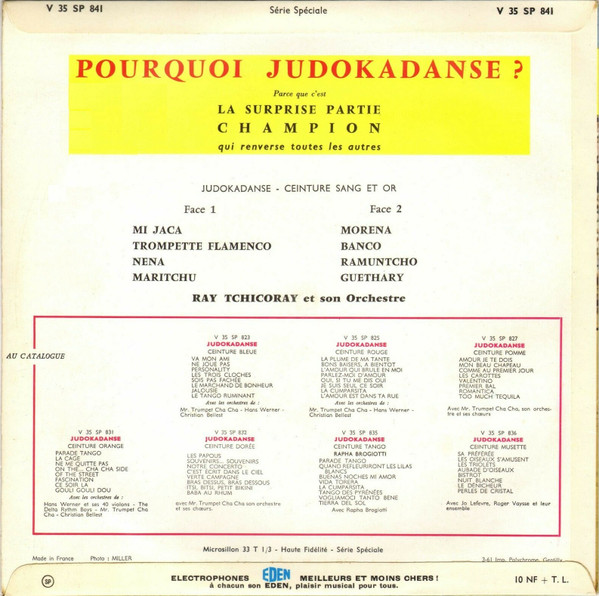 V 35 SP 841
Série Spéciale
V 35 SP 841
POURQUOI JUDOKADANSE ?
Parce que c'est
LA SURPRISE PARTIE
CHAMPION
qui renverse toutes les autres
JUDOKADANSE - CEINTURE SANG ET OR
Face 1
MI JACA
TROMPETTE FLAMENCO
NENA
MARITCHU
Face 2
MORENA
BANCO
RAMUNTCHO
GUETHARY
RAY TCHICORAY et son Orchestre
AU CATALOGUE
V 35 SP 823
JUDOKADANSE
CEINTURE BLEUE
VA MON AMI
NE JOUE PAS
PERSONALITY
LES TROIS CLOCHES
SOIS PAS FACHÉE
LE MARCHAND DE BONHEUR
JALOUSIE
LE TANGO RUMINANT
Avec les orchestres de :
Mr. Trumpet Cha Cha - Hans Werner -
Christian Bellest
V 35 SP 825
JUDOKADANSE
CEINTURE ROUGE
LA PLUME DE MA TANTE
BONS BAISERS, A BIENTOT
L'AMOUR QUI BRULE EN MOI
PARLEZ-MOI D'AMOUR
OUI, SI TU ME DIS OUI
JE SUIS SEUL CE SOIR
LA CUMPARSITA
L'AMOUR EST DANS TA RUE
Avec les orchestres de :
Mr. Trumpet Cha Cha - Hans Werner -
Christian Bellest
V 35 SP 827
JUDOKADANSE
CEINTURE POMME
AMOUR JE TE DOIS
MON BEAU CHAPEAU
COMME AU PREMIER JOUR
LES CAROTTES
VALENTINO
PREMIER BAL
ROMANTICA
TOO MUCH TEQUILA
Avec Mr. Trumpet Cha Cha, son orches-
tre et ses chœurs
V 35 SP 831
JUDOKADANSE
CEINTURE ORANGE
PARADE TANGO
LA CAGE
NE ME QUITTE PAS
ON THE... CHA CHA SIDE
OF THE STREET
FASCINATION
CE SOIR LA
GOULI GOULI DOU
Avec les orchestres de :
Hans Werner et ses 40 violons - The
Delta Rythm Boys - Mr. Trumpet Cha
Cha - Christian Bellest
V 35 SP 832
JUDOKADANSE
CEINTURE DORÉE
LES PAPOUS
SOUVENIRS... SOUVENIRS
NOTRE CONCERTO
C'EST ÉCRIT DANS LE CIEL
VERTE CAMPAGNE
BRAS DESSUS, BRAS DESSOUS
ITSI, BITSI, PETIT BIKINI
BABA AU RHUM
avec Mr. Trumpet Cha Cha son orchestre
et ses chœurs.
V 35 SP 835
JUDOKADANSE
CEINTURE TANGO
RAPHA BROGIOTTI
PARADE TANGO
QUAND REFLEURIRONT LES LILAS
BLANCS
BUENAS NOCHES MI AMOR
VIDA TORERA
LA CUMPARSITA
TANGO DES PYRÉNÉES
VOGLIAMOCI TANTO BENE
TIERRA DEL SOL
Avec Rapha Brogiotti
V 35 SP 836
JUDOKADANSE
CEINTURE MUSETTE
SA PRÉFÉRÉE
LES OISEAUX S'AMUSENT
LES TRIOLETS
AUBADE D'OISEAUX
BISTROT
NUIT BLANCHE
LE DENICHEUR
PERLES DE CRISTAL
Avec Jo Lefevre, Roger Vaysse et leur
ensemble
Microsillon 33 T 1/3 - Haute Fidélité - Série Spéciale
Made in France
Photo : MILLER
3-61 Imp. Polychrome, Gentilly
SP
ELECTROPHONES EDEN MEILLEURS ET MOINS CHERS !
à chacun son EDEN, plaisir musical pour tous.
10 NF + T. L.